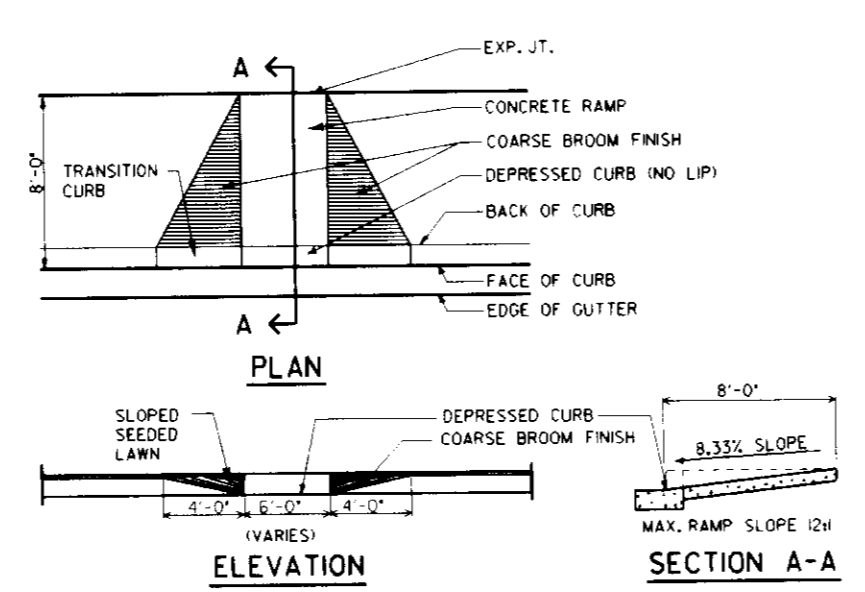 EXP. JT.
A
CONCRETE RAMP
COARSE BROOM FINISH
8'-0"
TRANSITION
CURB
DEPRESSED CURB (NO LIP)
BACK OF CURB
FACE OF CURB
EDGE OF GUTTER
A
PLAN
8'-0"
SLOPED
SEEDED
LAWN
DEPRESSED CURB
COARSE BROOM FINISH
8.33% SLOPE
4'-0" 6'-0" 4'-0"
(VARIES)
MAX. RAMP SLOPE 12:1
ELEVATION
SECTION A-A